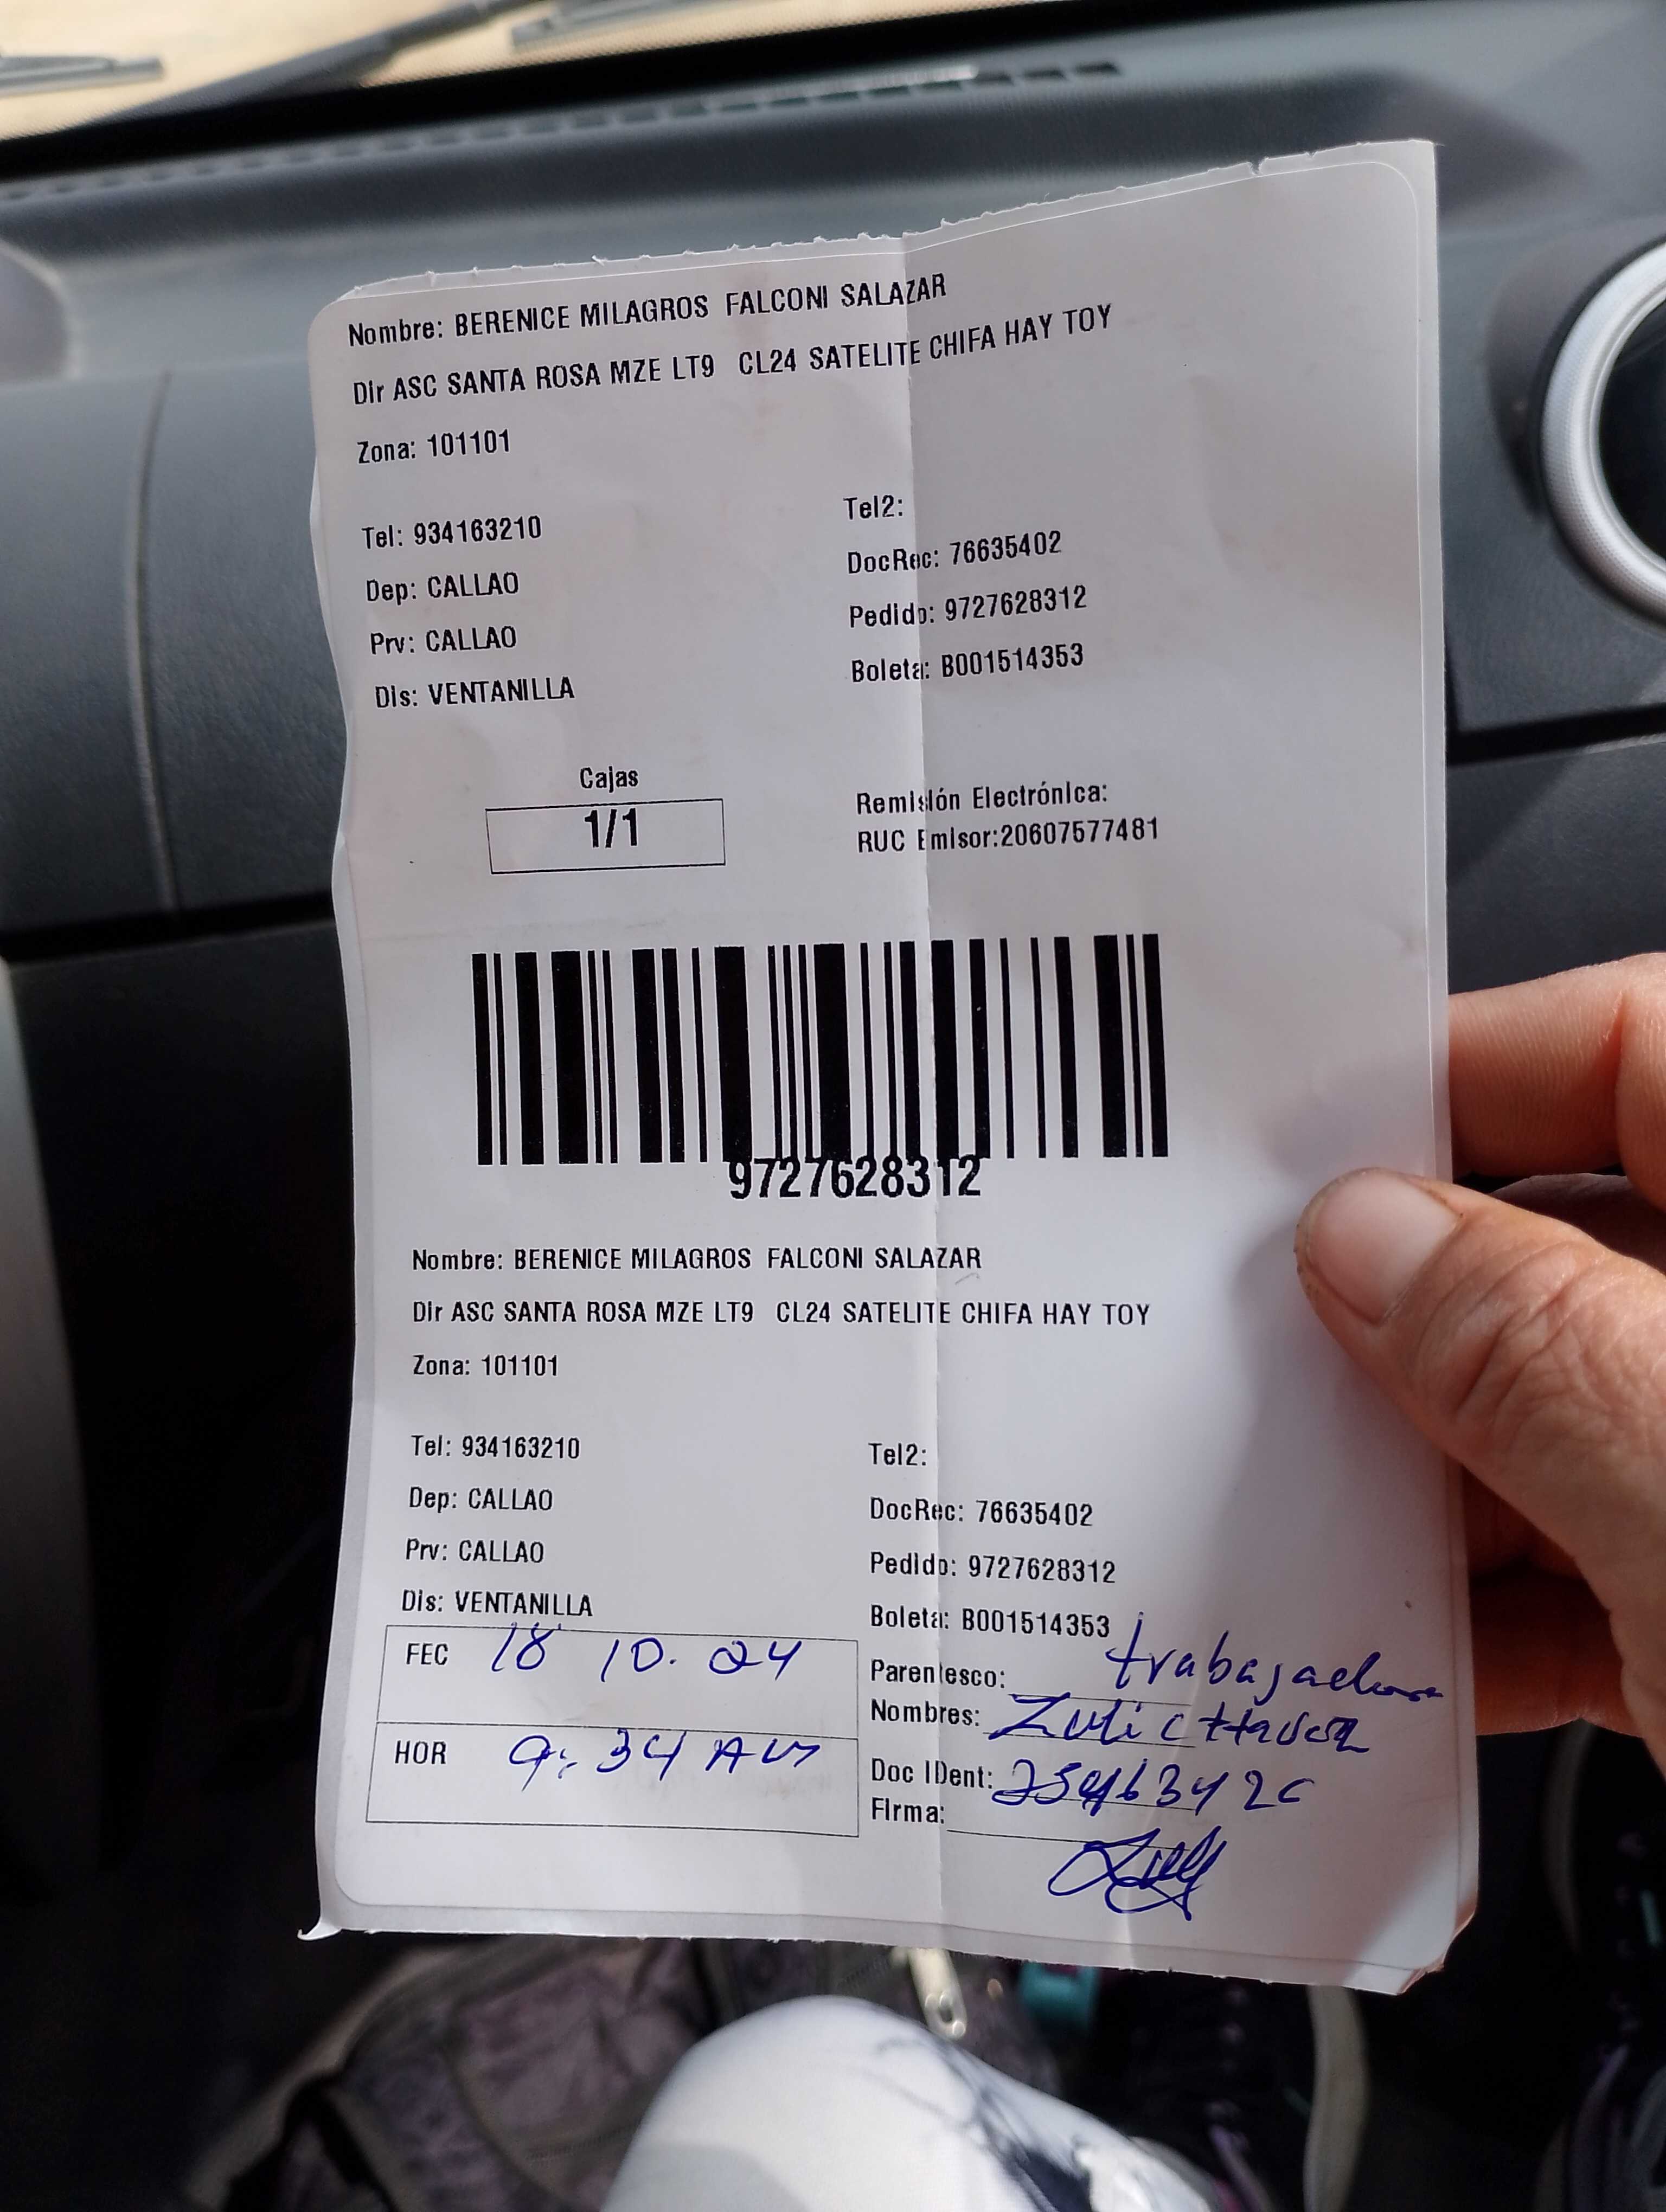 Nombre: BERENICE MILAGROS FALCONI SALAZAR
Dir ASC SANTA ROSA MZE LT9 CL24 SATELITE CHIFA HAY TOY
Zona: 101101
Tel: 934163210
Tel2:
Dep: CALLAO
DocRec: 76635402
Prv: CALLAO
Pedido: 9727628312
Dis: VENTANILLA
Boleta: B001514353
Cajas
1/1
Remisión Electrónica:
RUC Emisor:20607577481
9727628312
Nombre: BERENICE MILAGROS FALCONI SALAZAR
Dir ASC SANTA ROSA MZE LT9 CL24 SATELITE CHIFA HAY TOY
Zona: 101101
Tel: 934163210
Tel2:
Dep: CALLAO
DocRec: 76635402
Prv: CALLAO
Pedido: 9727628312
Dis: VENTANILLA
Boleta: B001514353
FEC 18 10. 24
Parentesco: trabajadora
Nombres:
HOR 9:34 AM
Doc IDent:
Firma: